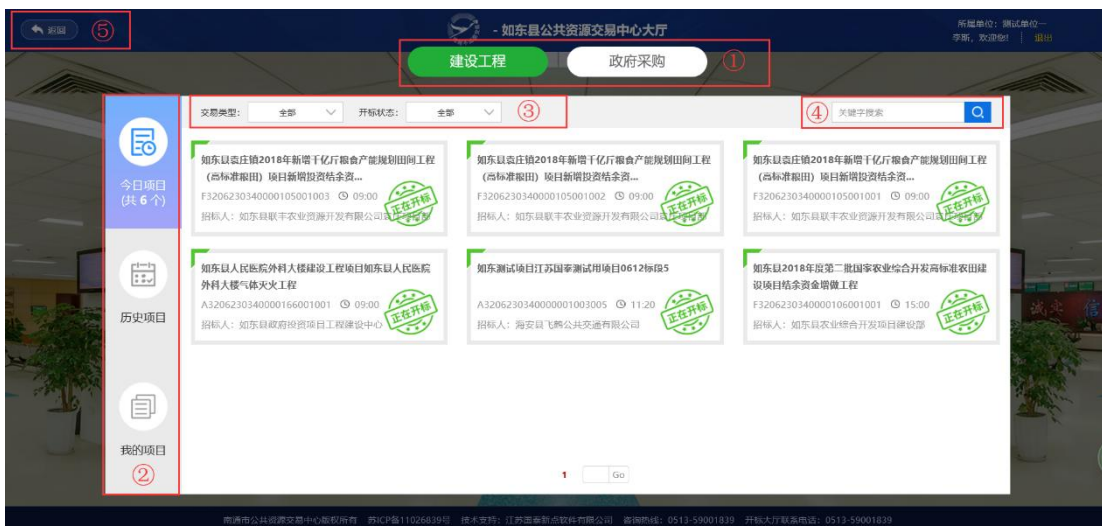 返回
⑤
- 如东县公共资源交易中心大厅
所属单位：测试单位一
李斯，欢迎您！ | 退出
建设工程
政府采购
①
交易类型：
全部
开标状态：
全部
③
④
关键字搜索
今日项目
(共 6 个)
历史项目
我的项目
②
如东县袁庄镇2018年新增千亿斤粮食产能规划田间工程
（高标准粮田）项目新增投资结余资...
F3206230340000105001003 09:00
招标人：如东县联丰农业资源开发有限公司
正在开标
如东县袁庄镇2018年新增千亿斤粮食产能规划田间工程
（高标准粮田）项目新增投资结余资...
F3206230340000105001002 09:00
招标人：如东县联丰农业资源开发有限公司
正在开标
如东县袁庄镇2018年新增千亿斤粮食产能规划田间工程
（高标准粮田）项目新增投资结余资...
F3206230340000105001001 09:00
招标人：如东县联丰农业资源开发有限公司
正在开标
如东县人民医院外科大楼建设工程项目如东县人民医院
外科大楼气体灭火工程
A3206230340000166001001 09:00
招标人：如东县政府投资项目工程建设中心
正在开标
如东测试项目江苏国泰测试用项目0612标段5
A3206230340000001003005 11:20
招标人：海安县飞鹤公共交通有限公司
正在开标
如东县2018年度第二批国家农业综合开发高标准农田建
设项目结余资金增做工程
F3206230340000106001001 15:00
招标人：如东县农业综合开发项目建设部
正在开标
1
Go
诚 信
南通市公共资源交易中心版权所有 苏ICP备11026839号 技术支持：江苏国泰新点软件有限公司 咨询热线：0513-59001839 开标大厅联系电话：0513-59001839